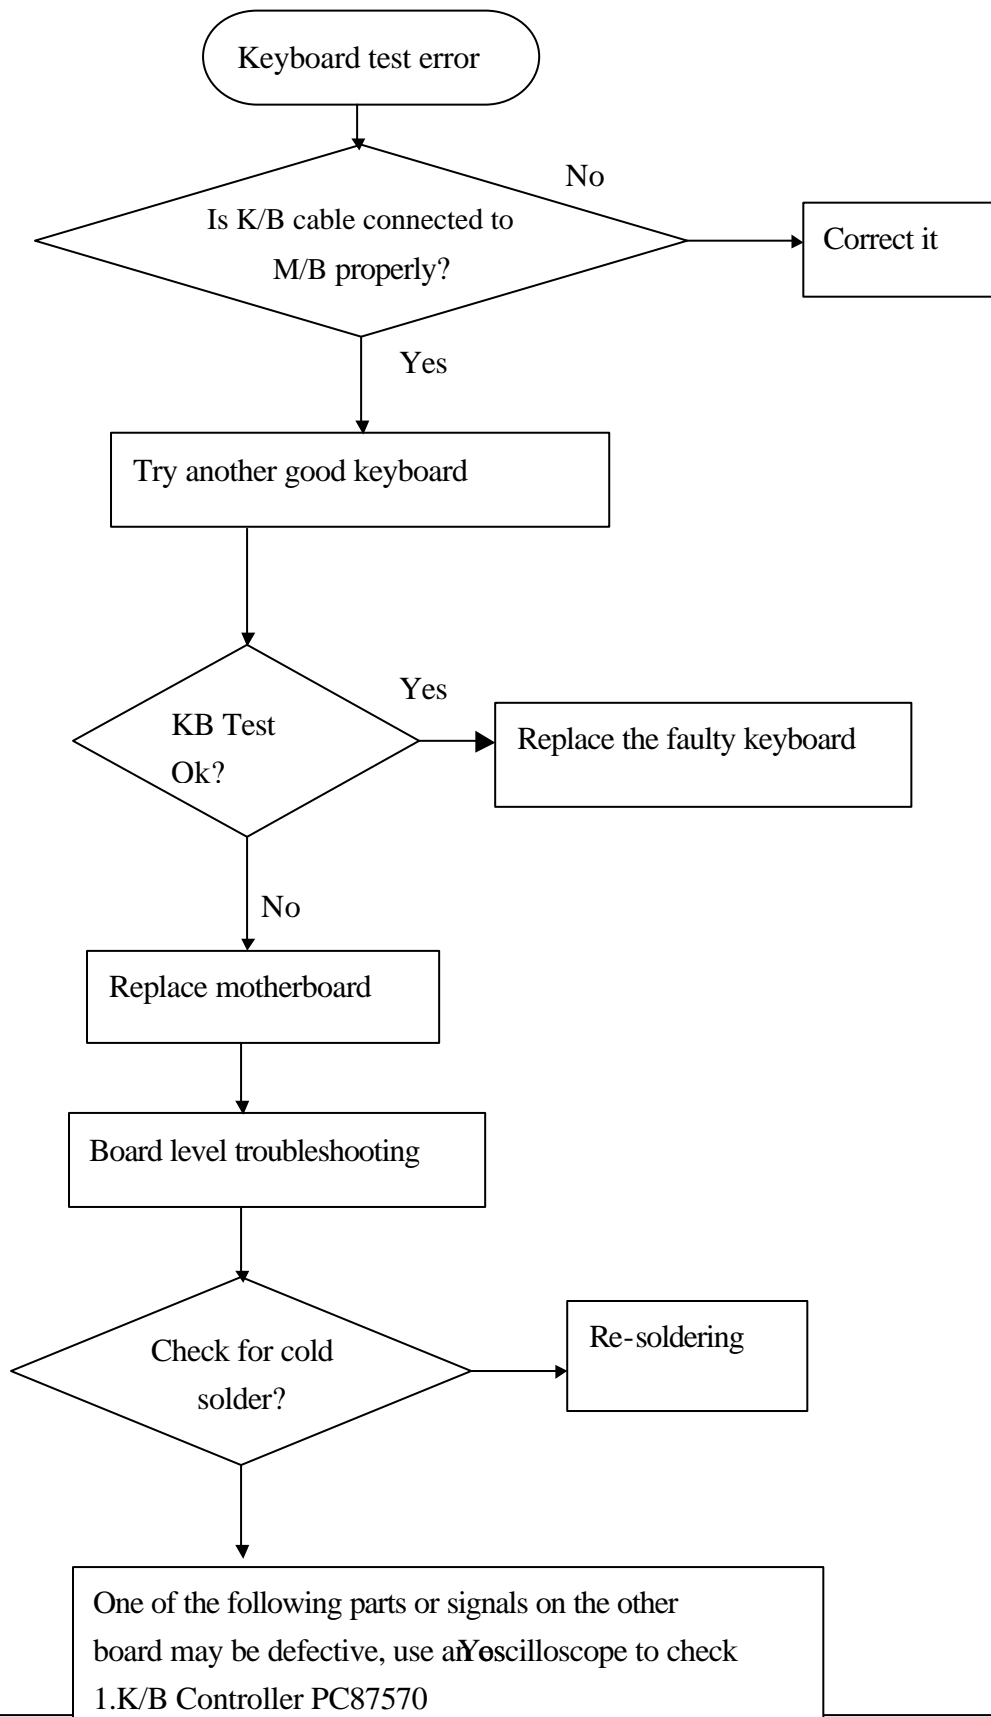 Keyboard test error
No
Is K/B cable connected to
M/B properly?
Correct it
Yes
Try another good keyboard
Yes
KB Test
Ok?
Replace the faulty keyboard
No
Replace motherboard
Board level troubleshooting
Check for cold
solder?
Re-soldering
One of the following parts or signals on the other
board may be defective, use an oscilloscope to check
Yes
1.K/B Controller PC87570